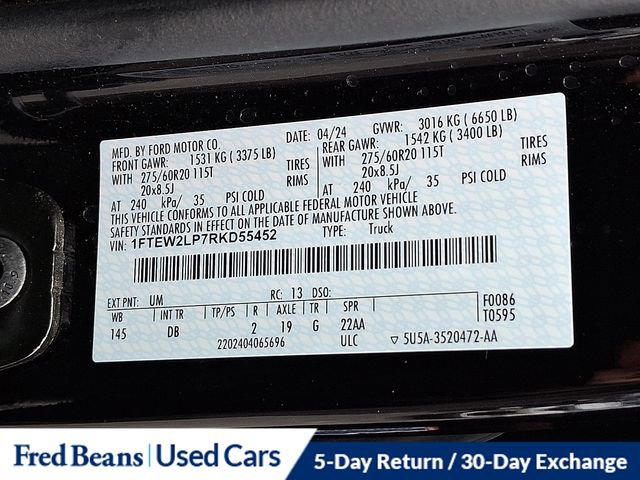 MFD. BY FORD MOTOR CO.
DATE: 04/24 GVWR: 3016 KG ( 6650 LB)
FRONT GAWR: 1531 KG ( 3375 LB) REAR GAWR: 1542 KG ( 3400 LB)
WITH 275/60R20 115T TIRES WITH 275/60R20 115T TIRES
20x8.5J RIMS 20x8.5J RIMS
AT 240 kPa/ 35 PSI COLD AT 240 kPa/ 35 PSI COLD
THIS VEHICLE CONFORMS TO ALL APPLICABLE FEDERAL MOTOR VEHICLE
SAFETY STANDARDS IN EFFECT ON THE DATE OF MANUFACTURE SHOWN ABOVE.
VIN: 1FTEW2LP7RKD55452 TYPE: Truck
EXT PNT: UM RC: 13 DSO:
WB INT TR TP/PS R AXLE TR SPR F0086
145 DB 2 19 G 22AA T0595
2202404065696 ULC ▽ 5U5A-3520472-AA
Fred Beans Used Cars 5-Day Return / 30-Day Exchange